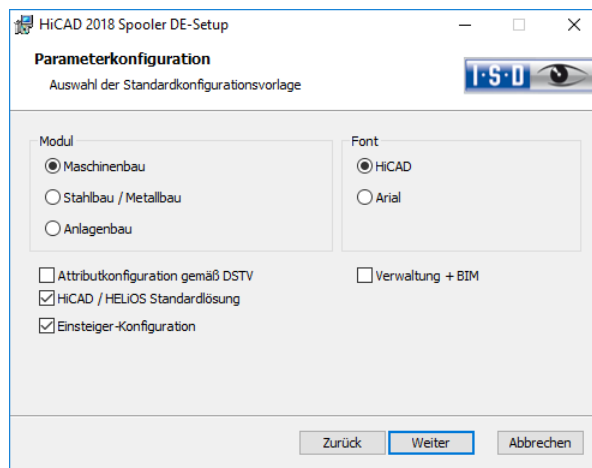 HiCAD 2018 Spooler DE-Setup
Parameterkonfiguration
Auswahl der Standardkonfigurationsvorlage
I·S·D
Modul
Maschinenbau
Stahlbau / Metallbau
Anlagenbau
Font
HiCAD
Arial
Attributkonfiguration gemäß DSTV
Verwaltung + BIM
HiCAD / HELiOS Standardlösung
Einsteiger-Konfiguration
Zurück
Weiter
Abbrechen